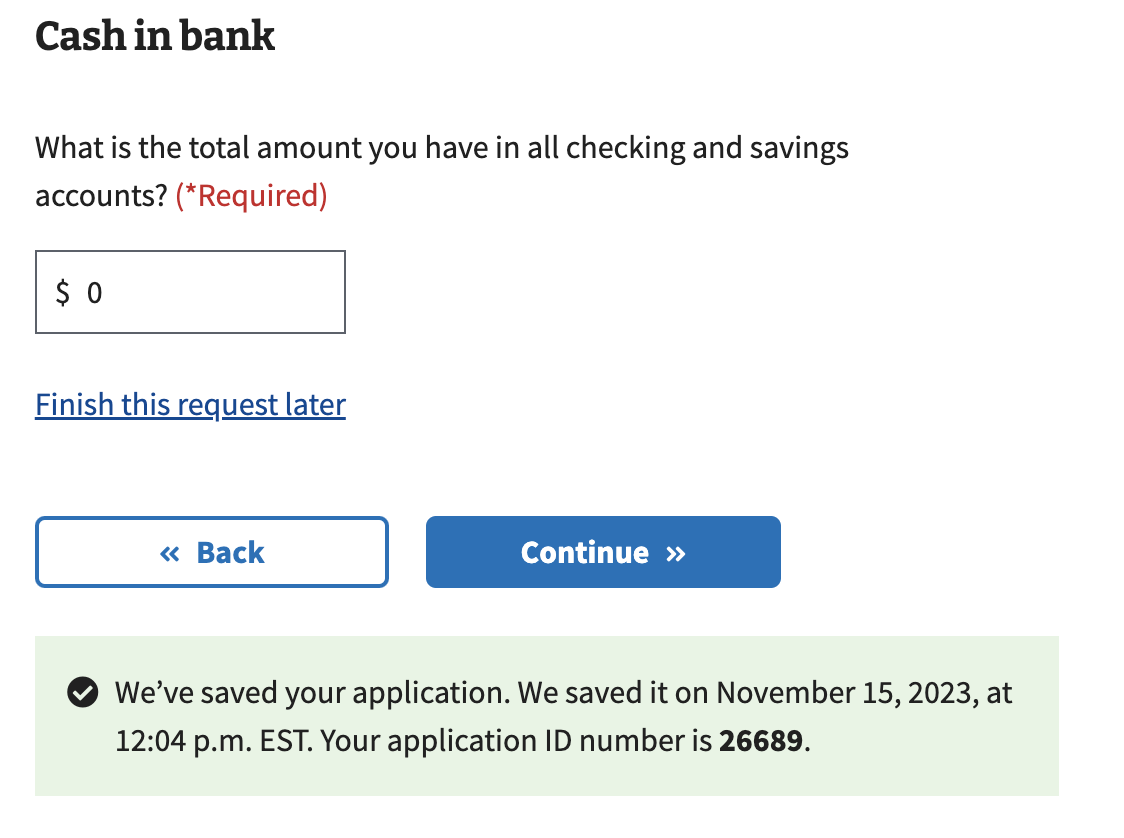 Cash in bank
What is the total amount you have in all checking and savings
accounts? (*Required)
$ 0
Finish this request later
« Back
Continue »
We’ve saved your application. We saved it on November 15, 2023, at
12:04 p.m. EST. Your application ID number is 26689.